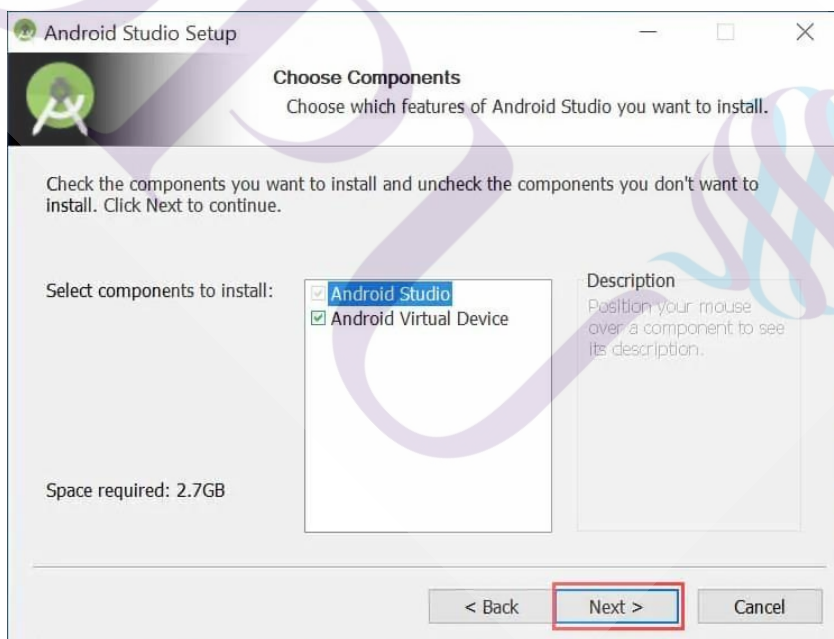 Android Studio Setup
Choose Components
Choose which features of Android Studio you want to install.
Check the components you want to install and uncheck the components you don't want to
install. Click Next to continue.
Select components to install:
Android Studio
Android Virtual Device
Description
Position your mouse
over a component to see
its description.
Space required: 2.7GB
< Back
Next >
Cancel